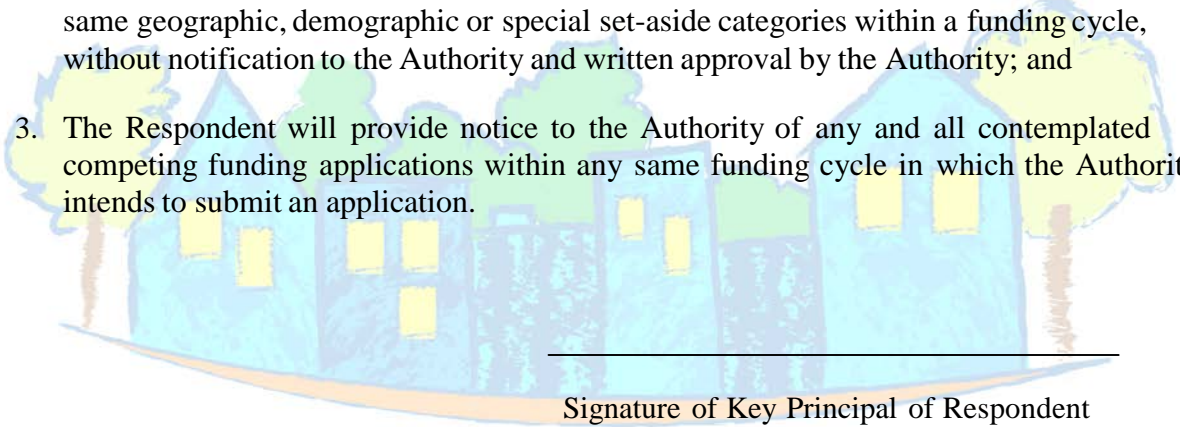 same geographic, demographic or special set-aside categories within a funding cycle,
without notification to the Authority and written approval by the Authority; and
3. The Respondent will provide notice to the Authority of any and all contemplated
competing funding applications within any same funding cycle in which the Authorit
intends to submit an application.
Signature of Key Principal of Respondent